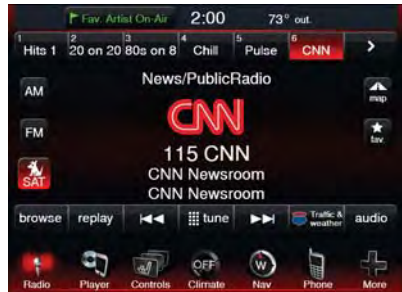 Fav. Artist On-Air 2:00 73° out.
1 Hits 1 2 20 on 20 3 80s on 8 4 Chill 5 Pulse 6 CNN
News/PublicRadio
AM
map
CNN
FM
fav.
115 CNN
SAT
CNN Newsroom
CNN Newsroom
browse replay tune Traffic & weather audio
OFF W
Radio Player Controls Climate Nav Phone More